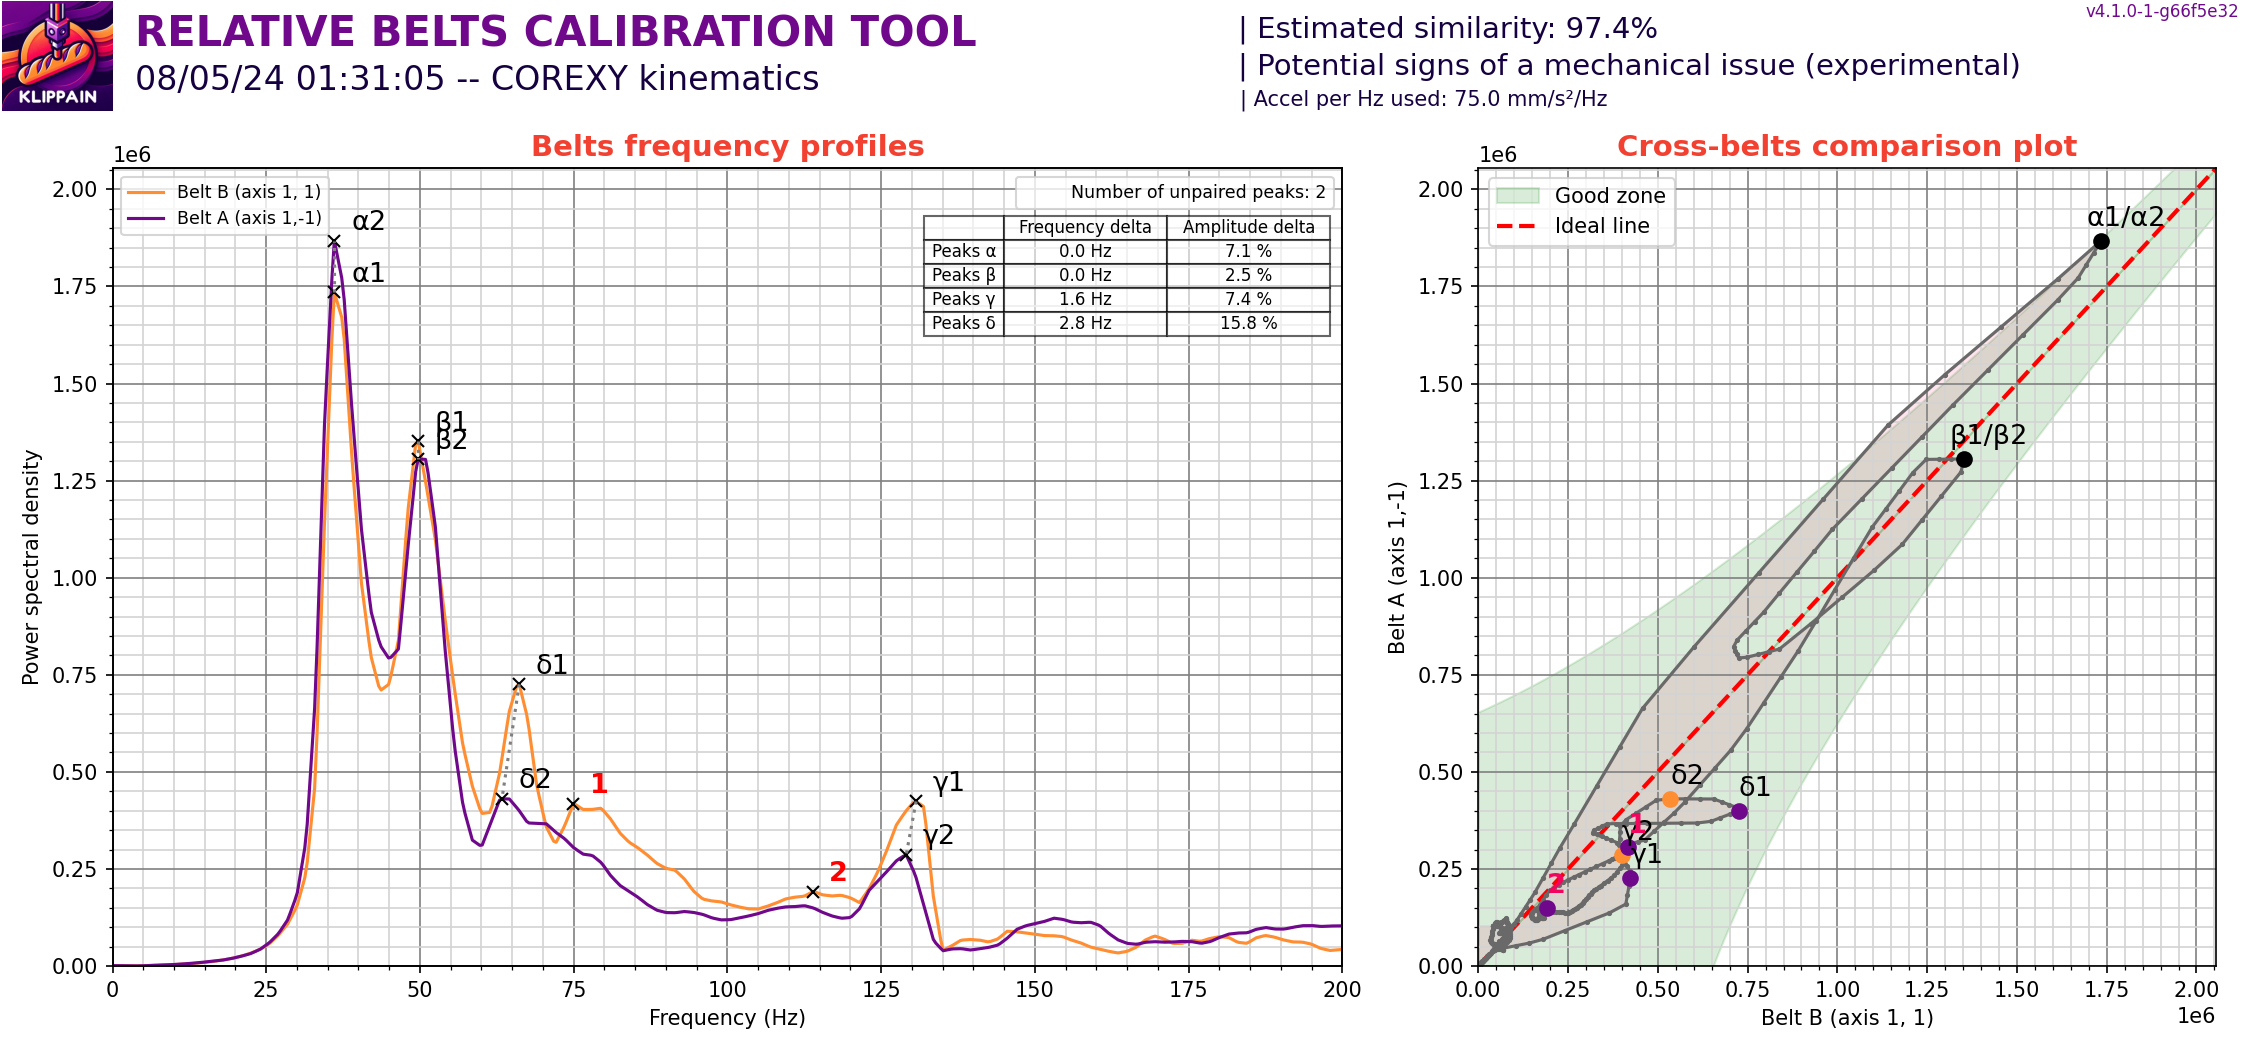 KLIPPAIN
RELATIVE BELTS CALIBRATION TOOL
08/05/24 01:31:05 -- COREXY kinematics
| Estimated similarity: 97.4%
| Potential signs of a mechanical issue (experimental)
| Accel per Hz used: 75.0 mm/s²/Hz
v4.1.0-1-g66f5e32
Belts frequency profiles
1e6
Belt B (axis 1, 1)
Belt A (axis 1,-1)
Number of unpaired peaks: 2
Frequency delta Amplitude delta
Peaks α 0.0 Hz 7.1 %
Peaks β 0.0 Hz 2.5 %
Peaks γ 1.6 Hz 7.4 %
Peaks δ 2.8 Hz 15.8 %
α2
α1
β1
β2
δ1
δ2
1
2
γ1
γ2
2.00
1.75
1.50
1.25
1.00
0.75
0.50
0.25
0.00
Power spectral density
0 25 50 75 100 125 150 175 200
Frequency (Hz)
Cross-belts comparison plot
1e6
Good zone
Ideal line
α1/α2
β1/β2
δ2
δ1
1
γ2
γ1
2
2.00
1.75
1.50
1.25
1.00
0.75
0.50
0.25
0.00
Belt A (axis 1,-1)
0.00 0.25 0.50 0.75 1.00 1.25 1.50 1.75 2.00
Belt B (axis 1, 1)
1e6